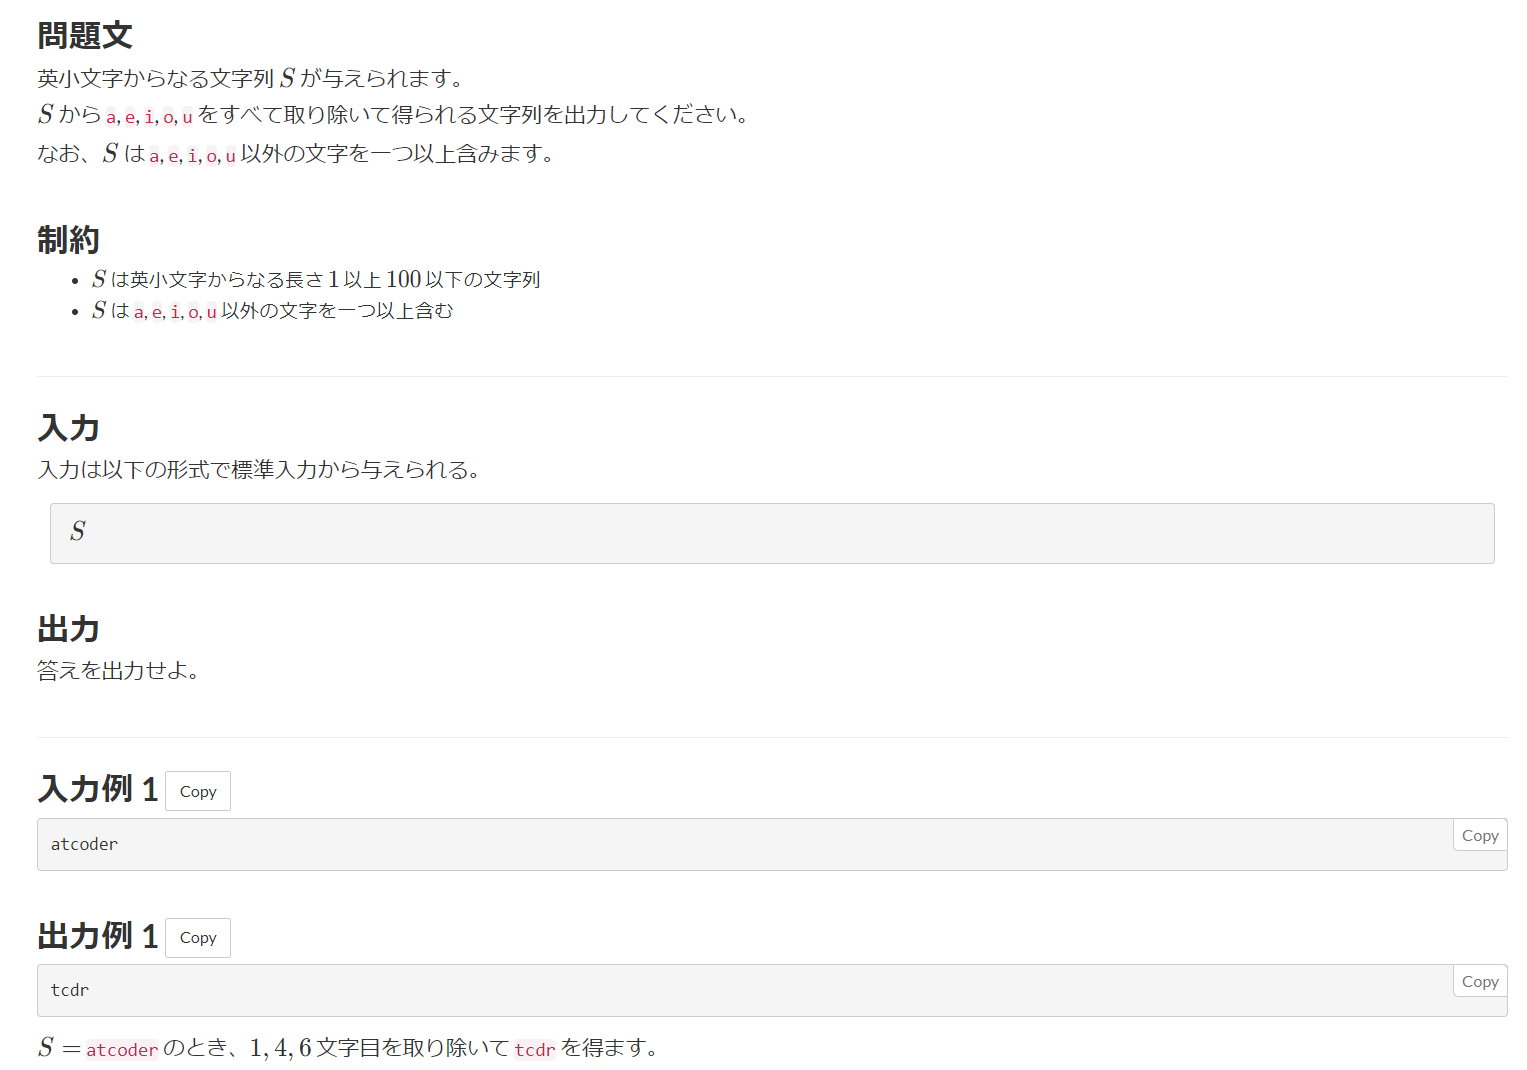 問題文
英小文字からなる文字列 S が与えられます。
S から a, e, i, o, u をすべて取り除いて得られる文字列を出力してください。
なお、S は a, e, i, o, u 以外の文字を一つ以上含みます。
制約
• S は英小文字からなる長さ 1 以上 100 以下の文字列
• S は a, e, i, o, u 以外の文字を一つ以上含む
入力
入力は以下の形式で標準入力から与えられる。
S
出力
答えを出力せよ。
入力例 1 Copy
Copy
atcoder
出力例 1 Copy
Copy
tcdr
S = atcoder のとき、1, 4, 6 文字目を取り除いて tcdr を得ます。